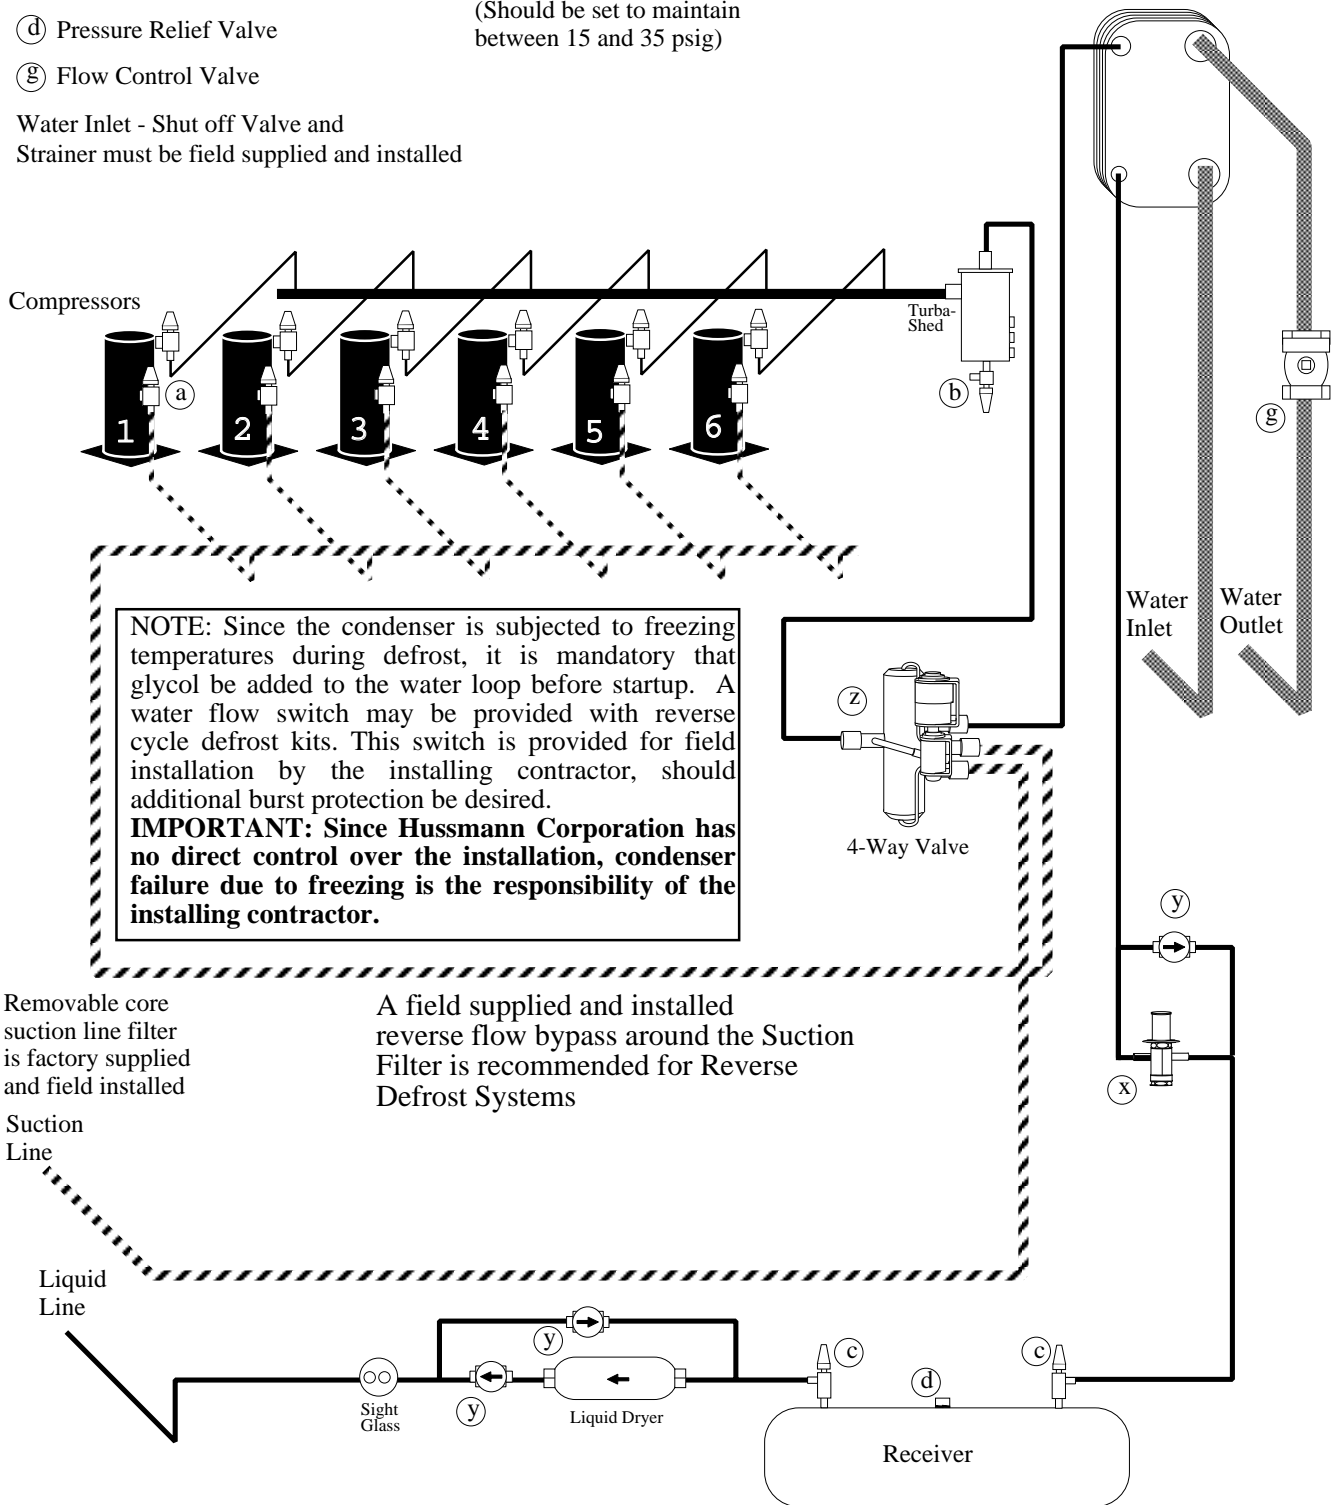 (Should be set to maintain
between 15 and 35 psig)
d Pressure Relief Valve
g Flow Control Valve
Water Inlet - Shut off Valve and
Strainer must be field supplied and installed
Compressors
Turba-
Shed
a
b
g
1 2 3 4 5 6
Water
Inlet
Water
Outlet
NOTE: Since the condenser is subjected to freezing
temperatures during defrost, it is mandatory that
glycol be added to the water loop before startup. A
water flow switch may be provided with reverse
cycle defrost kits. This switch is provided for field
installation by the installing contractor, should
additional burst protection be desired.
IMPORTANT: Since Hussmann Corporation has
no direct control over the installation, condenser
failure due to freezing is the responsibility of the
installing contractor.
z
4-Way Valve
y
x
Removable core
suction line filter
is factory supplied
and field installed
A field supplied and installed
reverse flow bypass around the Suction
Filter is recommended for Reverse
Defrost Systems
Suction
Line
Liquid
Line
y
c
c
d
y
Sight
Glass
Liquid Dryer
Receiver